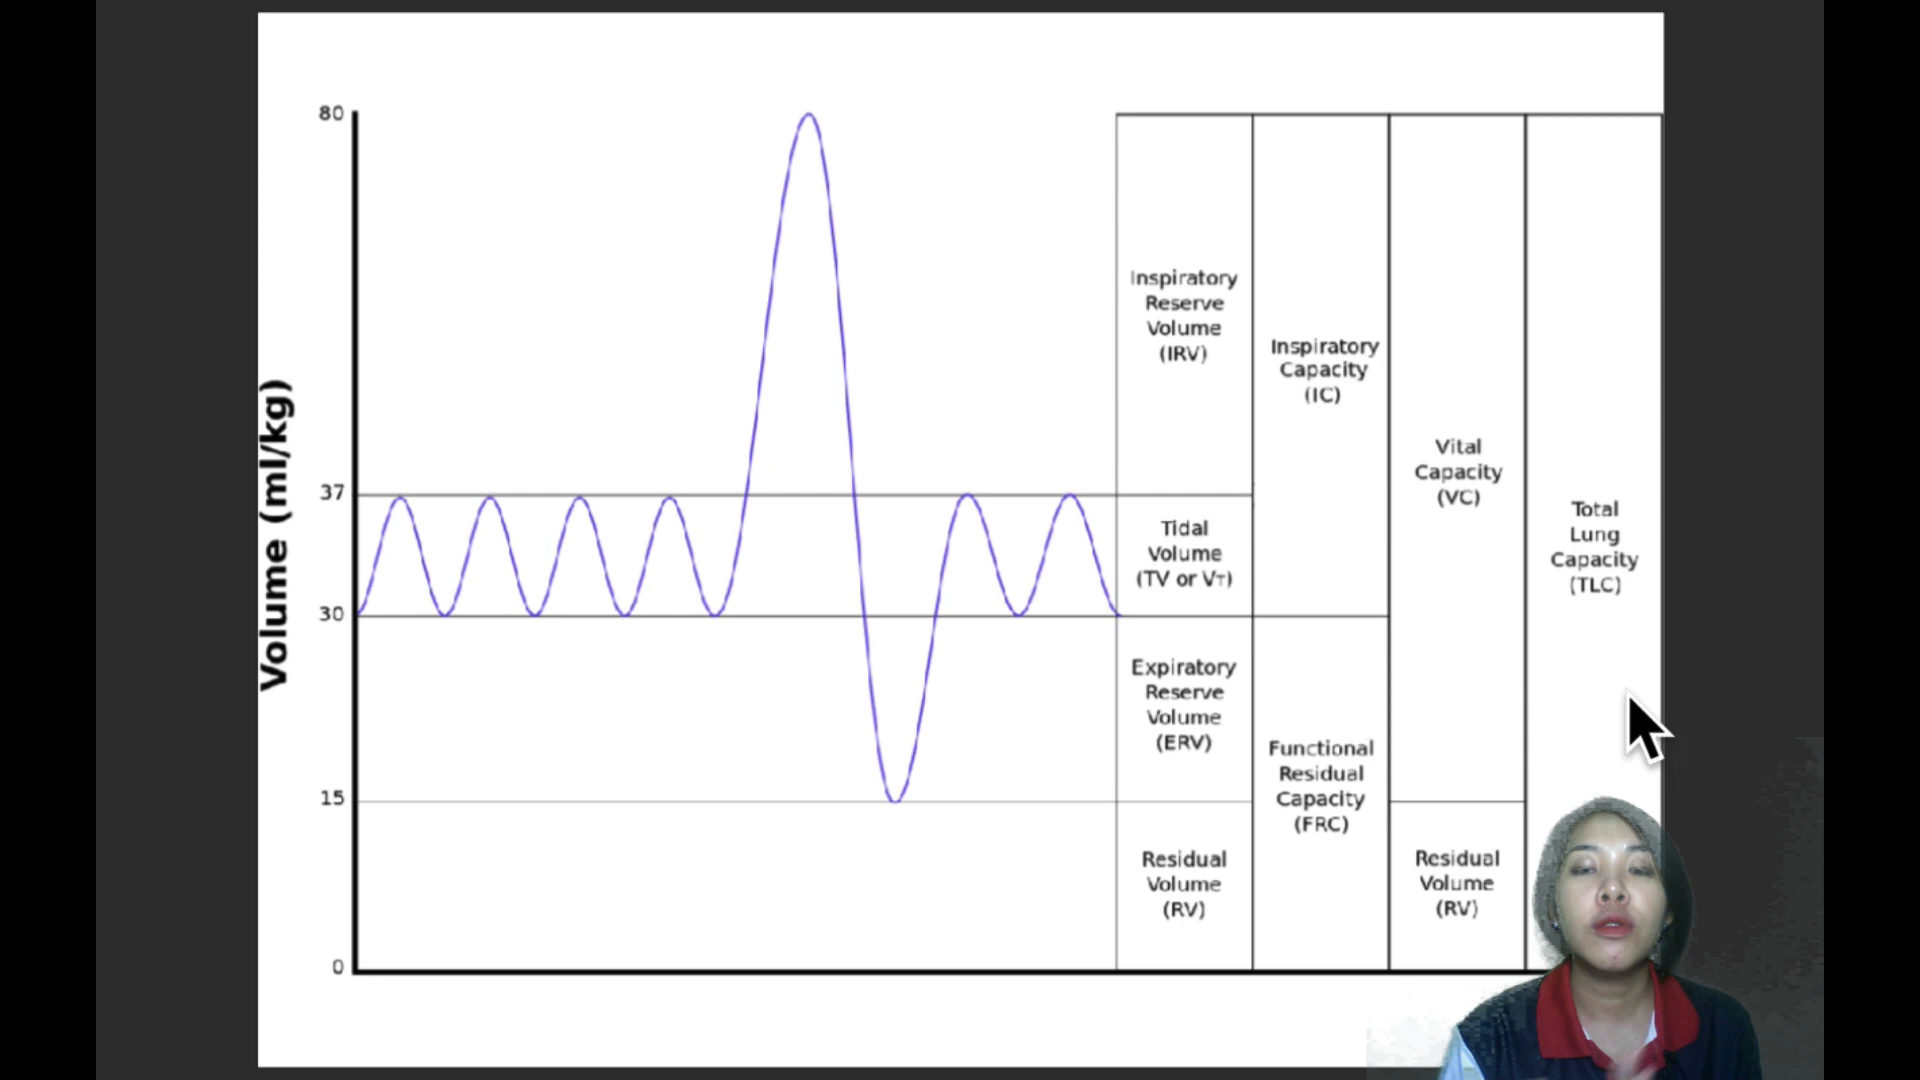 Volume (ml/kg)
80
37
30
15
0
Inspiratory
Reserve
Volume
(IRV)
Tidal
Volume
(TV or VT)
Expiratory
Reserve
Volume
(ERV)
Residual
Volume
(RV)
Inspiratory
Capacity
(IC)
Functional
Residual
Capacity
(FRC)
Vital
Capacity
(VC)
Residual
Volume
(RV)
Total
Lung
Capacity
(TLC)